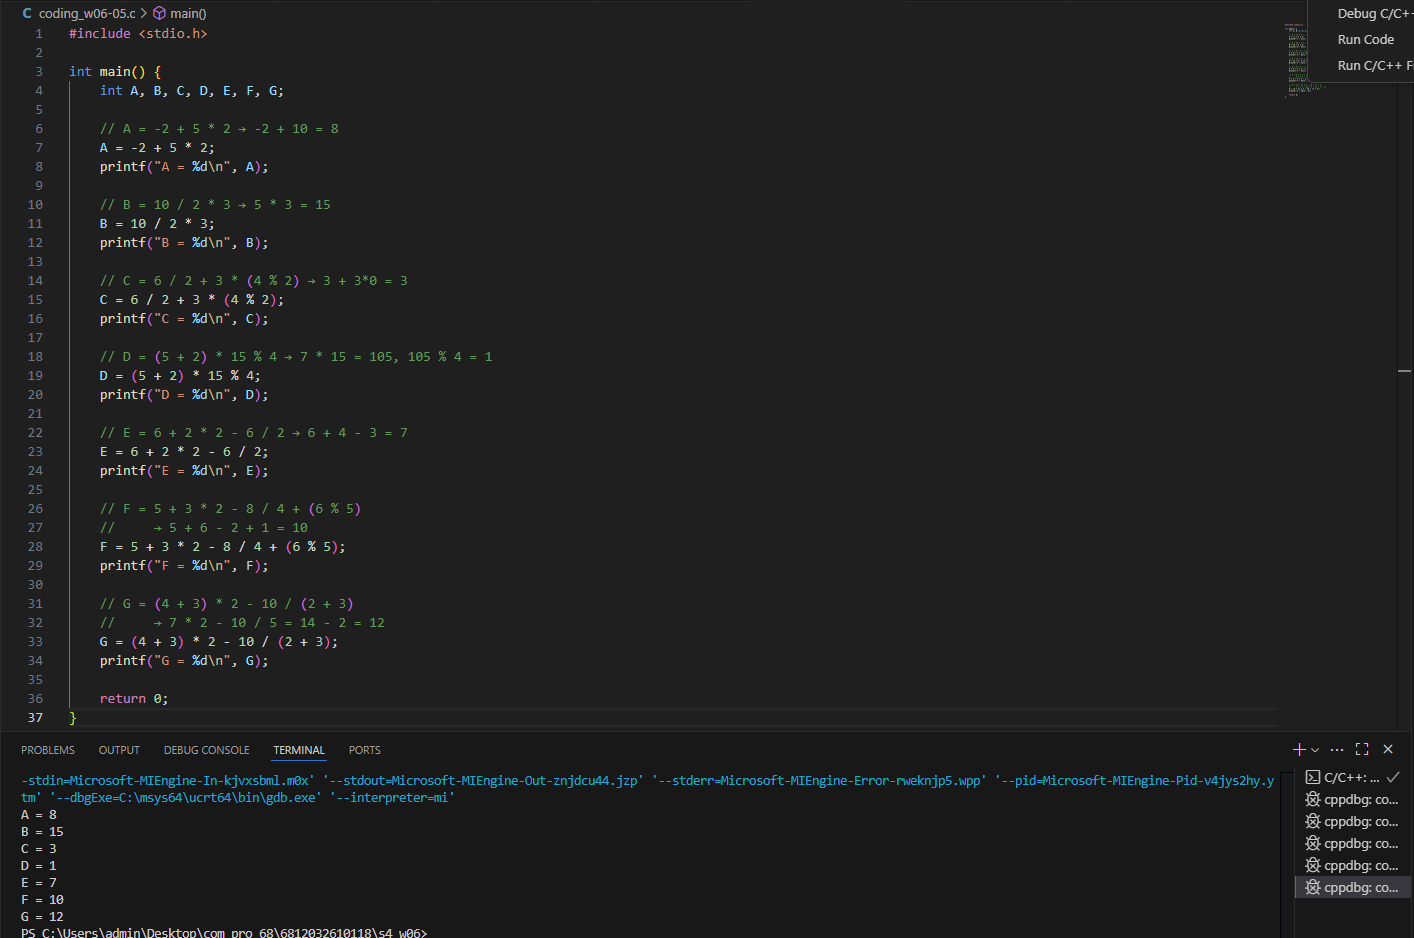 coding_w06-05.c > main()
Debug C/C+
Run Code
Run C/C++ F
1 #include <stdio.h>
2
3 int main() {
4 int A, B, C, D, E, F, G;
5
6 // A = -2 + 5 * 2 → -2 + 10 = 8
7 A = -2 + 5 * 2;
8 printf("A = %d\n", A);
9
10 // B = 10 / 2 * 3 → 5 * 3 = 15
11 B = 10 / 2 * 3;
12 printf("B = %d\n", B);
13
14 // C = 6 / 2 + 3 * (4 % 2) → 3 + 3*0 = 3
15 C = 6 / 2 + 3 * (4 % 2);
16 printf("C = %d\n", C);
17
18 // D = (5 + 2) * 15 % 4 → 7 * 15 = 105, 105 % 4 = 1
19 D = (5 + 2) * 15 % 4;
20 printf("D = %d\n", D);
21
22 // E = 6 + 2 * 2 - 6 / 2 → 6 + 4 - 3 = 7
23 E = 6 + 2 * 2 - 6 / 2;
24 printf("E = %d\n", E);
25
26 // F = 5 + 3 * 2 - 8 / 4 + (6 % 5)
27 // → 5 + 6 - 2 + 1 = 10
28 F = 5 + 3 * 2 - 8 / 4 + (6 % 5);
29 printf("F = %d\n", F);
30
31 // G = (4 + 3) * 2 - 10 / (2 + 3)
32 // → 7 * 2 - 10 / 5 = 14 - 2 = 12
33 G = (4 + 3) * 2 - 10 / (2 + 3);
34 printf("G = %d\n", G);
35
36 return 0;
37 }
PROBLEMS OUTPUT DEBUG CONSOLE TERMINAL PORTS
-stdin=Microsoft-MIEngine-In-kjvxsbml.m0x' '--stdout=Microsoft-MIEngine-Out-znjdcu44.jzp' '--stderr=Microsoft-MIEngine-Error-rweknjp5.wpp' '--pid=Microsoft-MIEngine-Pid-v4jys2hy.y
tm' '--dbgExe=C:\msys64\ucrt64\bin\gdb.exe' '--interpreter=mi'
A = 8
B = 15
C = 3
D = 1
E = 7
F = 10
G = 12
PS C:\Users\admin\Desktop\com pro 68\6812032610118\s4 w06>
C/C++: ...
cppdbg: co...
cppdbg: co...
cppdbg: co...
cppdbg: co...
cppdbg: co...